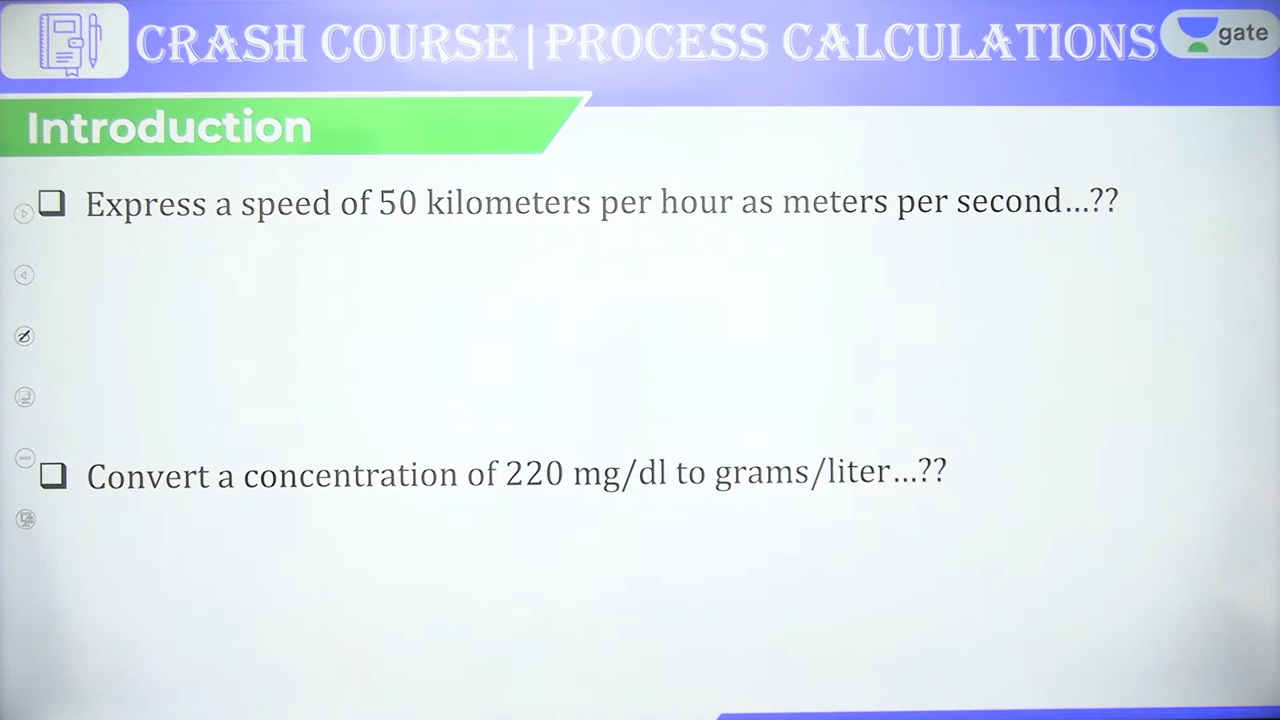 CRASH COURSE|PROCESS CALCULATIONS
gate
Introduction
Express a speed of 50 kilometers per hour as meters per second...??
Convert a concentration of 220 mg/dl to grams/liter...??